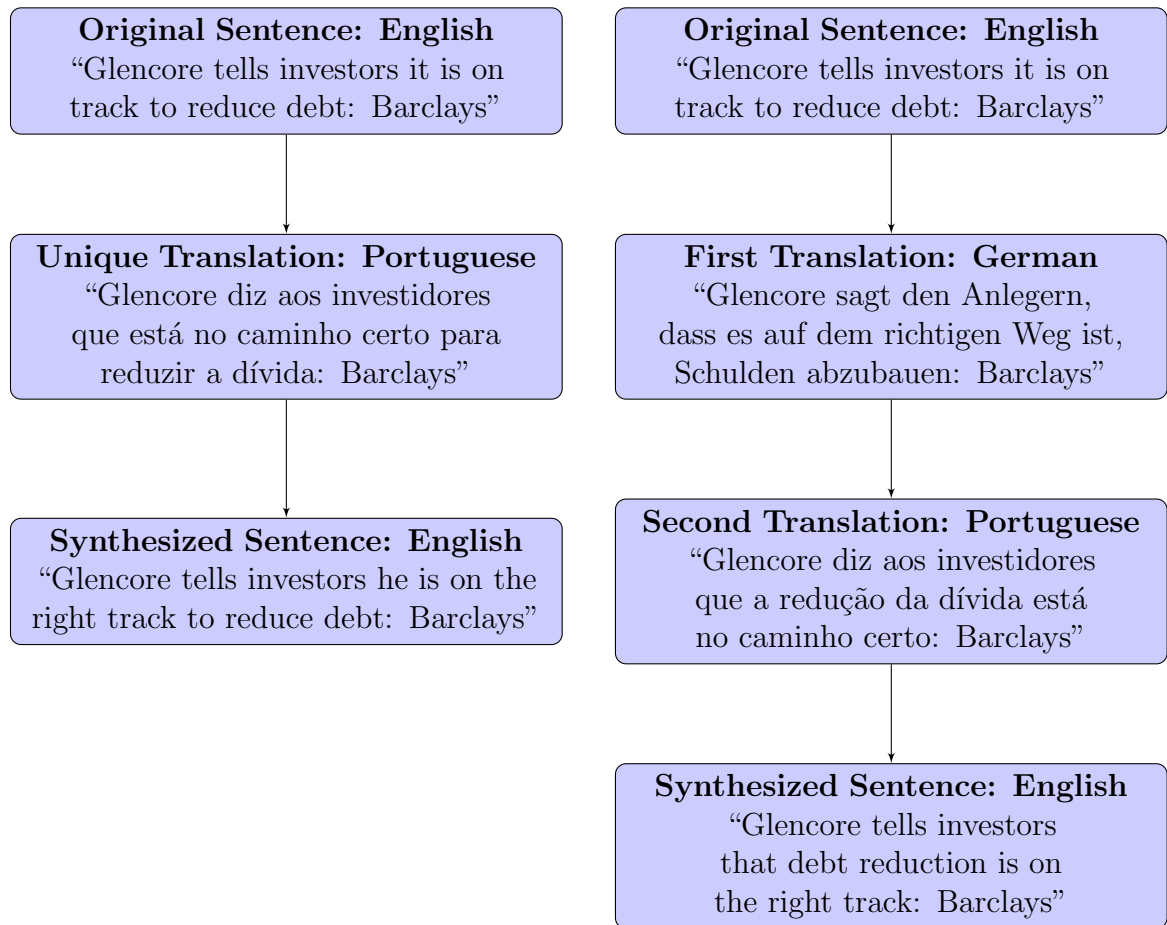 Original Sentence: English
“Glencore tells investors it is on
track to reduce debt: Barclays”
Unique Translation: Portuguese
“Glencore diz aos investidores
que está no caminho certo para
reduzir a dívida: Barclays”
Synthesized Sentence: English
“Glencore tells investors he is on the
right track to reduce debt: Barclays”
Original Sentence: English
“Glencore tells investors it is on
track to reduce debt: Barclays”
First Translation: German
“Glencore sagt den Anlegern,
dass es auf dem richtigen Weg ist,
Schulden abzubauen: Barclays”
Second Translation: Portuguese
“Glencore diz aos investidores
que a redução da dívida está
no caminho certo: Barclays”
Synthesized Sentence: English
“Glencore tells investors
that debt reduction is on
the right track: Barclays”